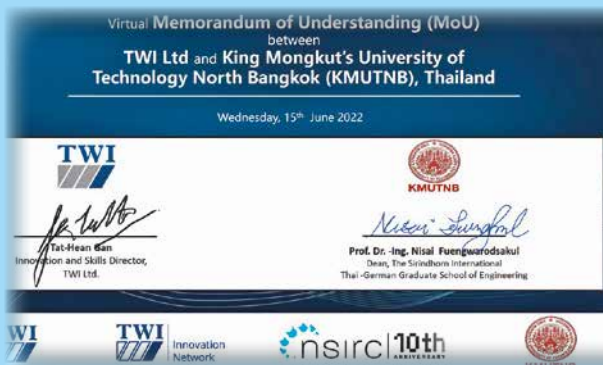 Virtual Memorandum of Understanding (MoU)
between
TWI Ltd and King Mongkut's University of
Technology North Bangkok (KMUTNB), Thailand
Wednesday, 15th June 2022
TWI
KMUTNB
Tat-Hean Gan
Innovation and Skills Director,
TWI Ltd.
Prof. Dr. -Ing. Nisai Fuengwarodsakul
Dean, The Sirindhorn International
Thai -German Graduate School of Engineering
TWI
TWI Innovation
Network
nsirc 10th
ANNIVERSARY
KMUTNB